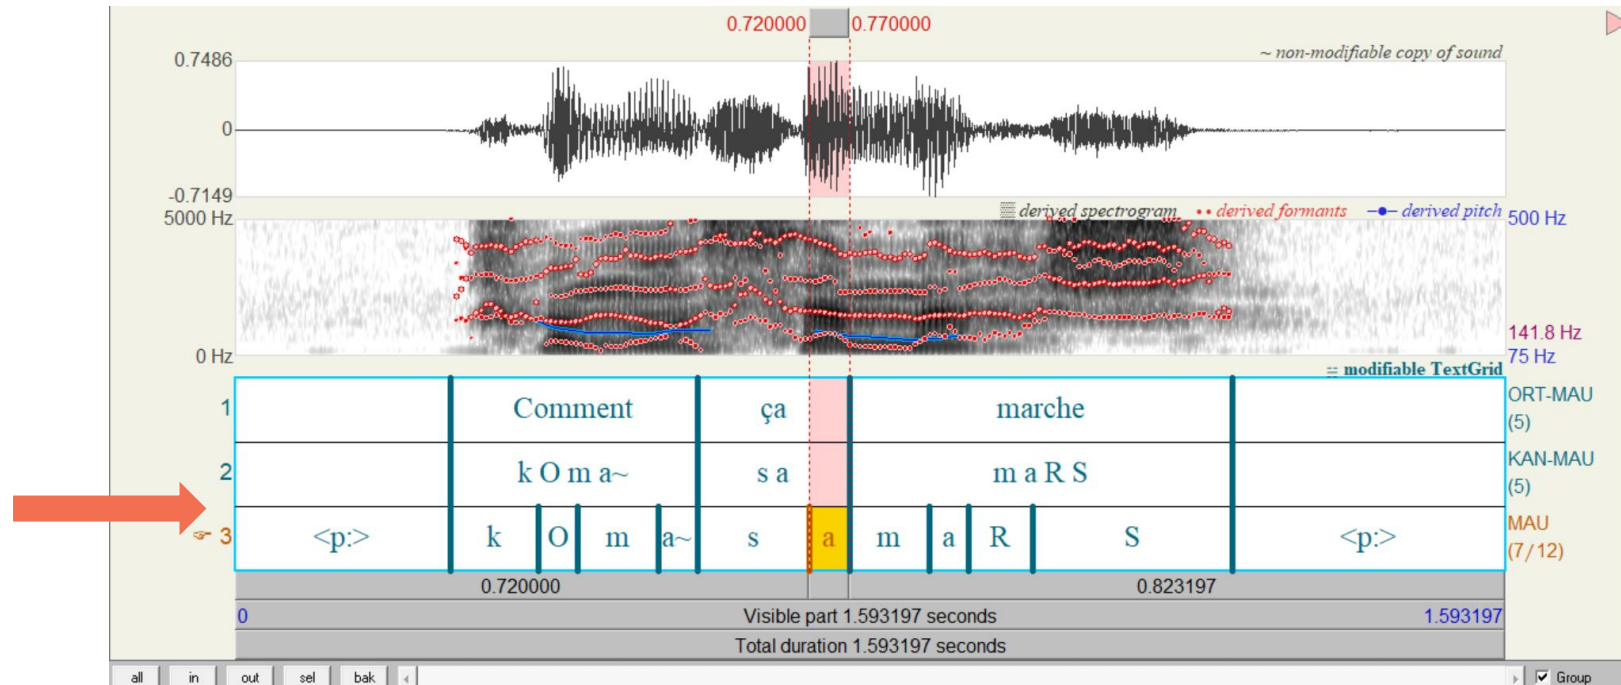 0.720000 0.770000
0.7486 ~ non-modifiable copy of sound
0
-0.7149
5000 Hz derived spectrogram derived formants derived pitch 500 Hz
141.8 Hz
0 Hz 75 Hz
modifiable TextGrid
1 Comment ça marche ORT-MAU
(5)
2 k O m a~ s a m a R S KAN-MAU
(5)
3 <p:> k O m a~ s a m a R S <p:> MAU
(7/12)
0.720000 0.823197
0 Visible part 1.593197 seconds 1.593197
Total duration 1.593197 seconds
all in out sel bak Group